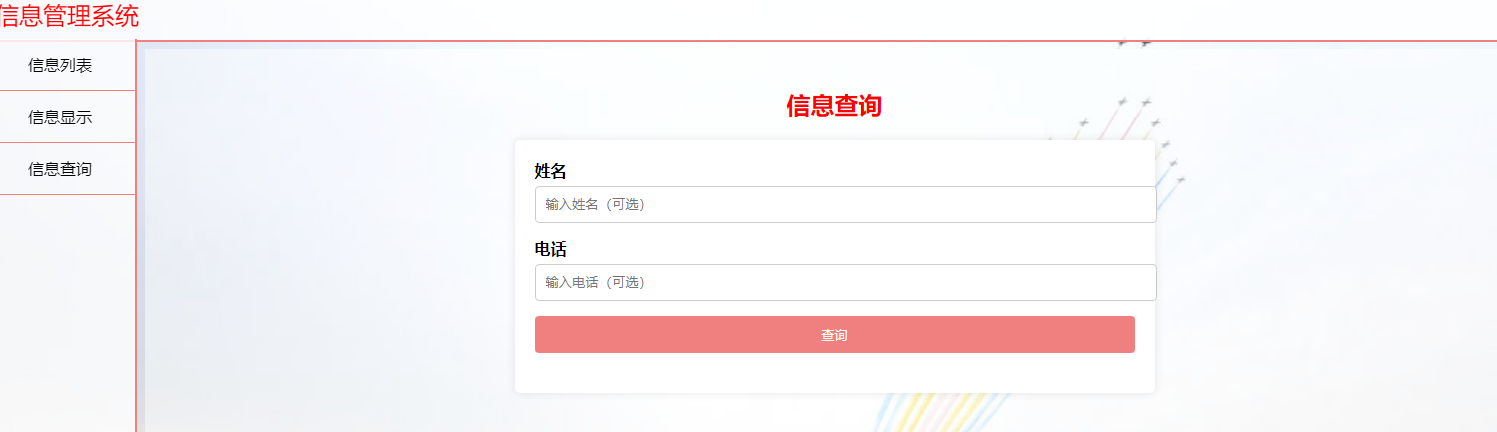 信息管理系统
信息列表
信息显示
信息查询
信息查询
姓名
输入姓名（可选）
电话
输入电话（可选）
查询